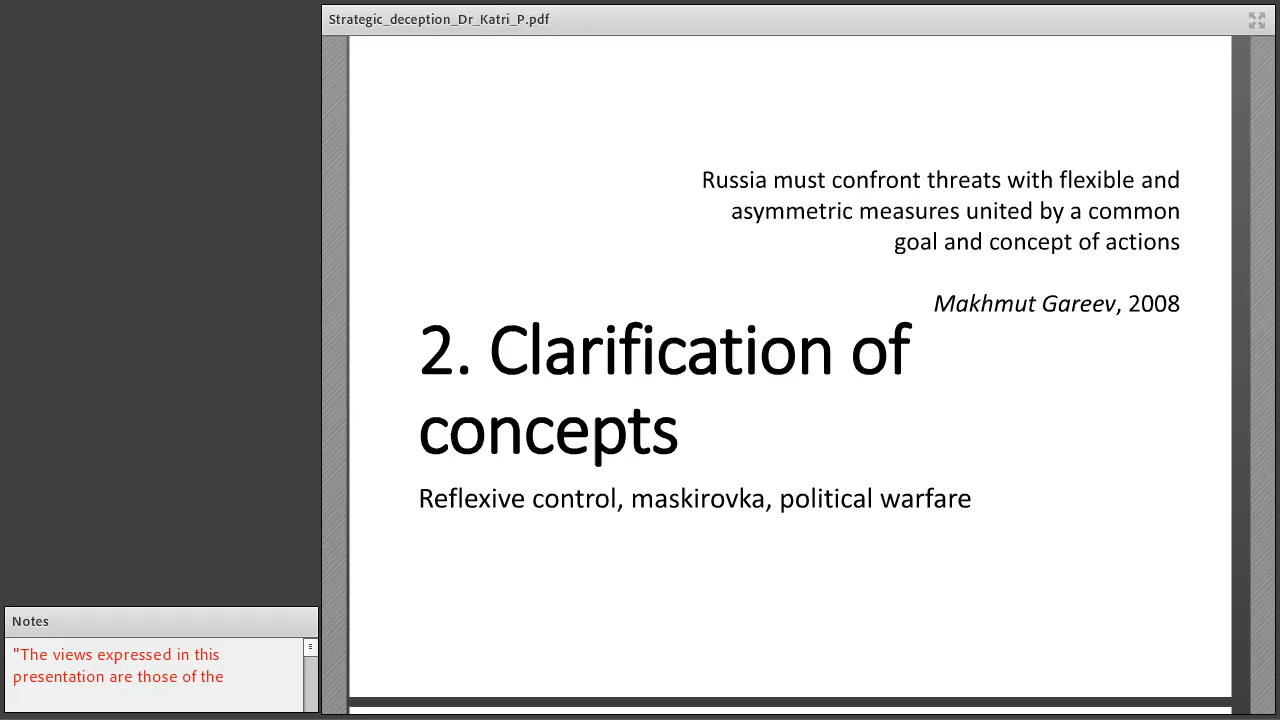 Strategic_deception_Dr_Katri_P.pdf
Russia must confront threats with flexible and
asymmetric measures united by a common
goal and concept of actions
Makhmut Gareev, 2008
2. Clarification of
concepts
Reflexive control, maskirovka, political warfare
Notes
"The views expressed in this
presentation are those of the